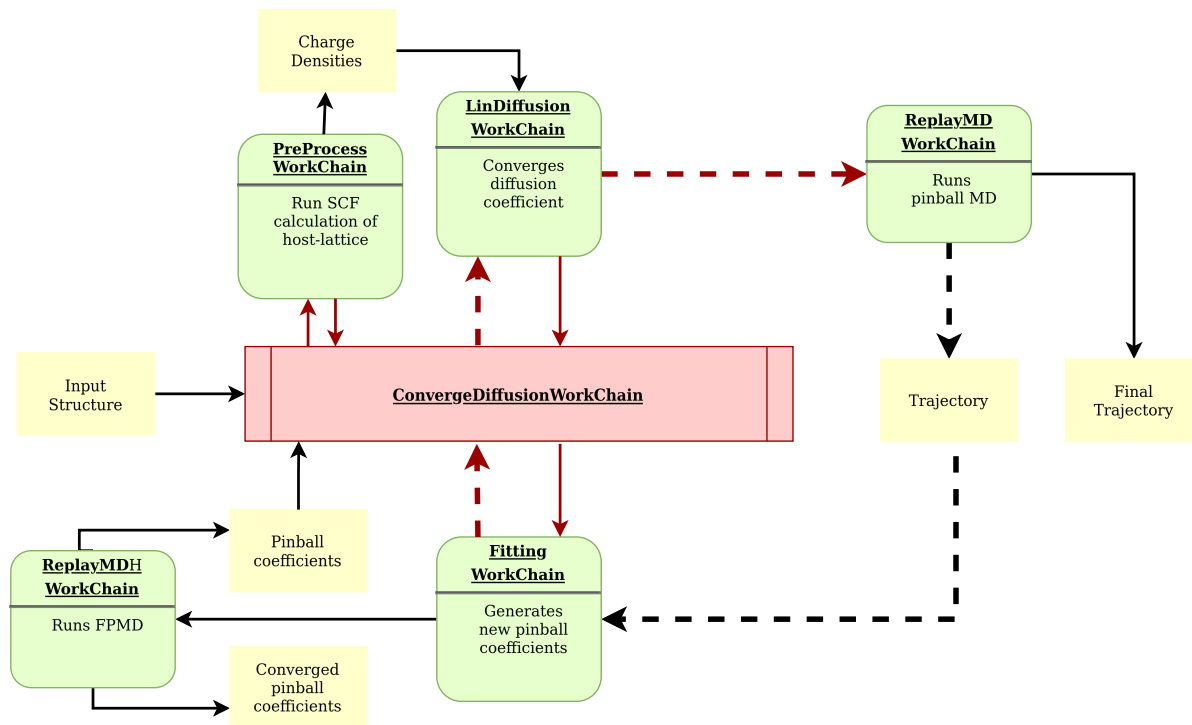 Charge
Densities
LinDiffusion
WorkChain
Converges
diffusion
coefficient
ReplayMD
WorkChain
Runs
pinball MD
PreProcess
WorkChain
Run SCF
calculation of
host-lattice
Input
Structure
ConvergeDiffusionWorkChain
Trajectory
Final
Trajectory
Pinball
coefficients
ReplayMDH
WorkChain
Runs FPMD
Fitting
WorkChain
Generates
new pinball
coefficients
Converged
pinball
coefficients